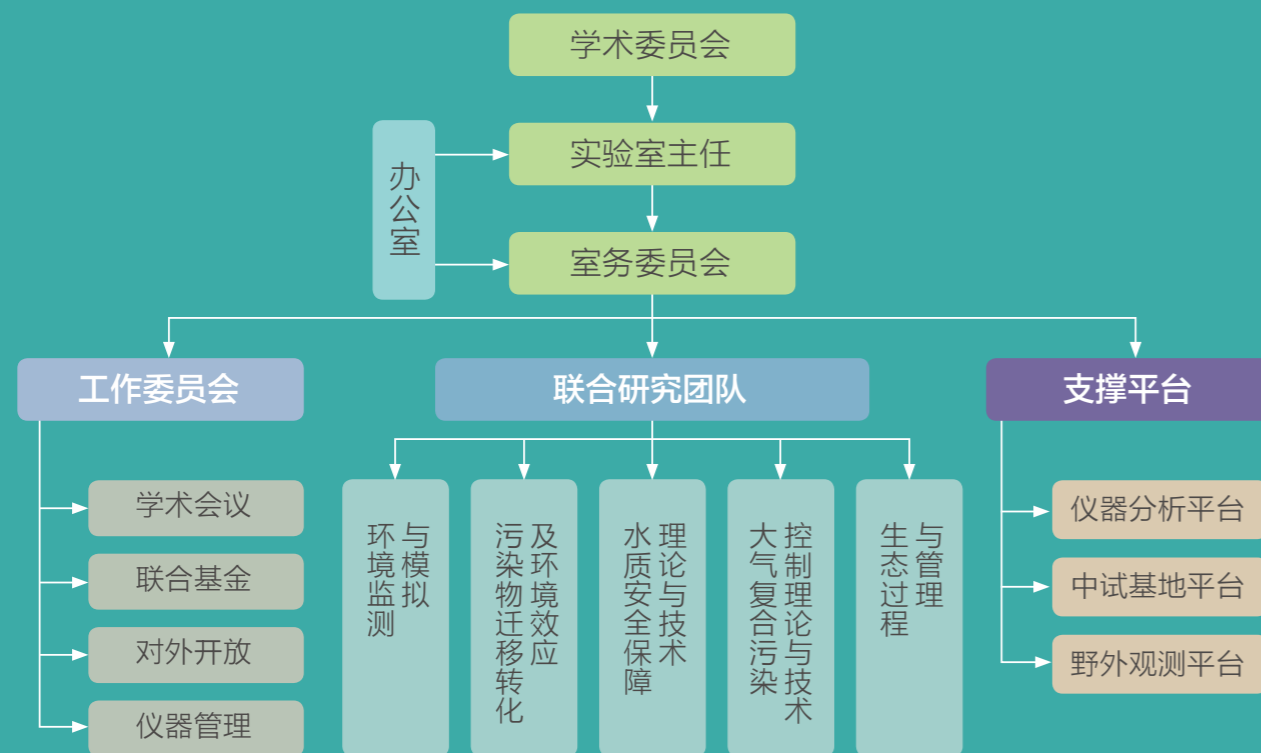 学术委员会
办公室
实验室主任
室务委员会
工作委员会
联合研究团队
支撑平台
学术会议
联合基金
对外开放
仪器管理
环境监测
与模拟
污染物迁移转化
及环境效应
水质安全保障
理论与技术
大气复合污染
控制理论与技术
生态过程
与管理
仪器分析平台
中试基地平台
野外观测平台